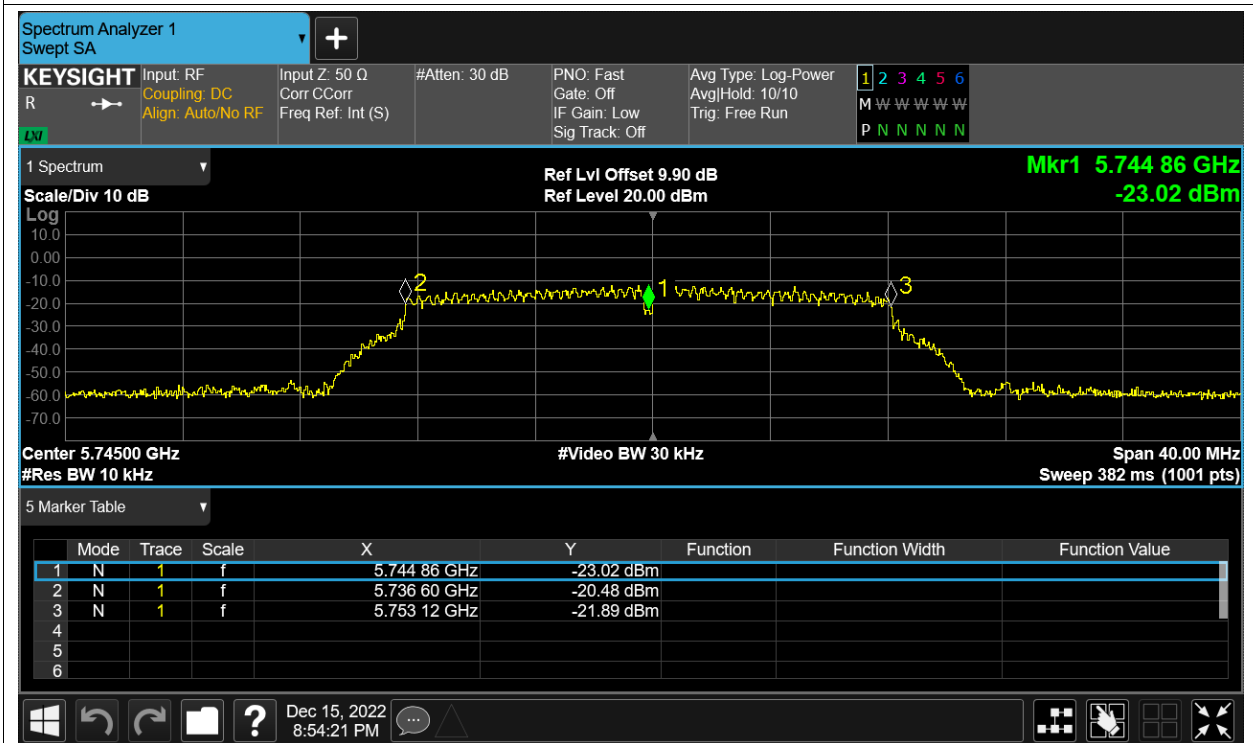 Spectrum Analyzer 1
Swept SA
+
KEYSIGHT
R
LXI
Input: RF
Coupling: DC
Align: Auto/No RF
Input Z: 50 Ω
Corr CCorr
Freq Ref: Int (S)
#Atten: 30 dB
PNO: Fast
Gate: Off
IF Gain: Low
Sig Track: Off
Avg Type: Log-Power
Avg|Hold: 10/10
Trig: Free Run
1 2 3 4 5 6
M W W W W W
P N N N N N
1 Spectrum
Scale/Div 10 dB
Ref Lvl Offset 9.90 dB
Ref Level 20.00 dBm
Mkr1 5.744 86 GHz
-23.02 dBm
Log
10.0
0.00
-10.0
-20.0
-30.0
-40.0
-50.0
-60.0
-70.0
2
1
3
Center 5.74500 GHz
#Video BW 30 kHz
Span 40.00 MHz
#Res BW 10 kHz
Sweep 382 ms (1001 pts)
5 Marker Table
Mode Trace Scale X Y Function Function Width Function Value
1 N 1 f 5.744 86 GHz -23.02 dBm
2 N 1 f 5.736 60 GHz -20.48 dBm
3 N 1 f 5.753 12 GHz -21.89 dBm
4
5
6
?
Dec 15, 2022
8:54:21 PM